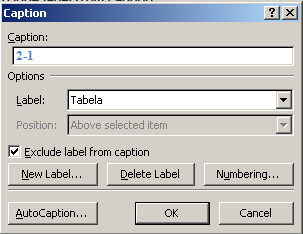 Caption
Caption:
2-1
Options
Label: Tabela
Position: Above selected item
Exclude label from caption
New Label... Delete Label Numbering...
AutoCaption... OK Cancel